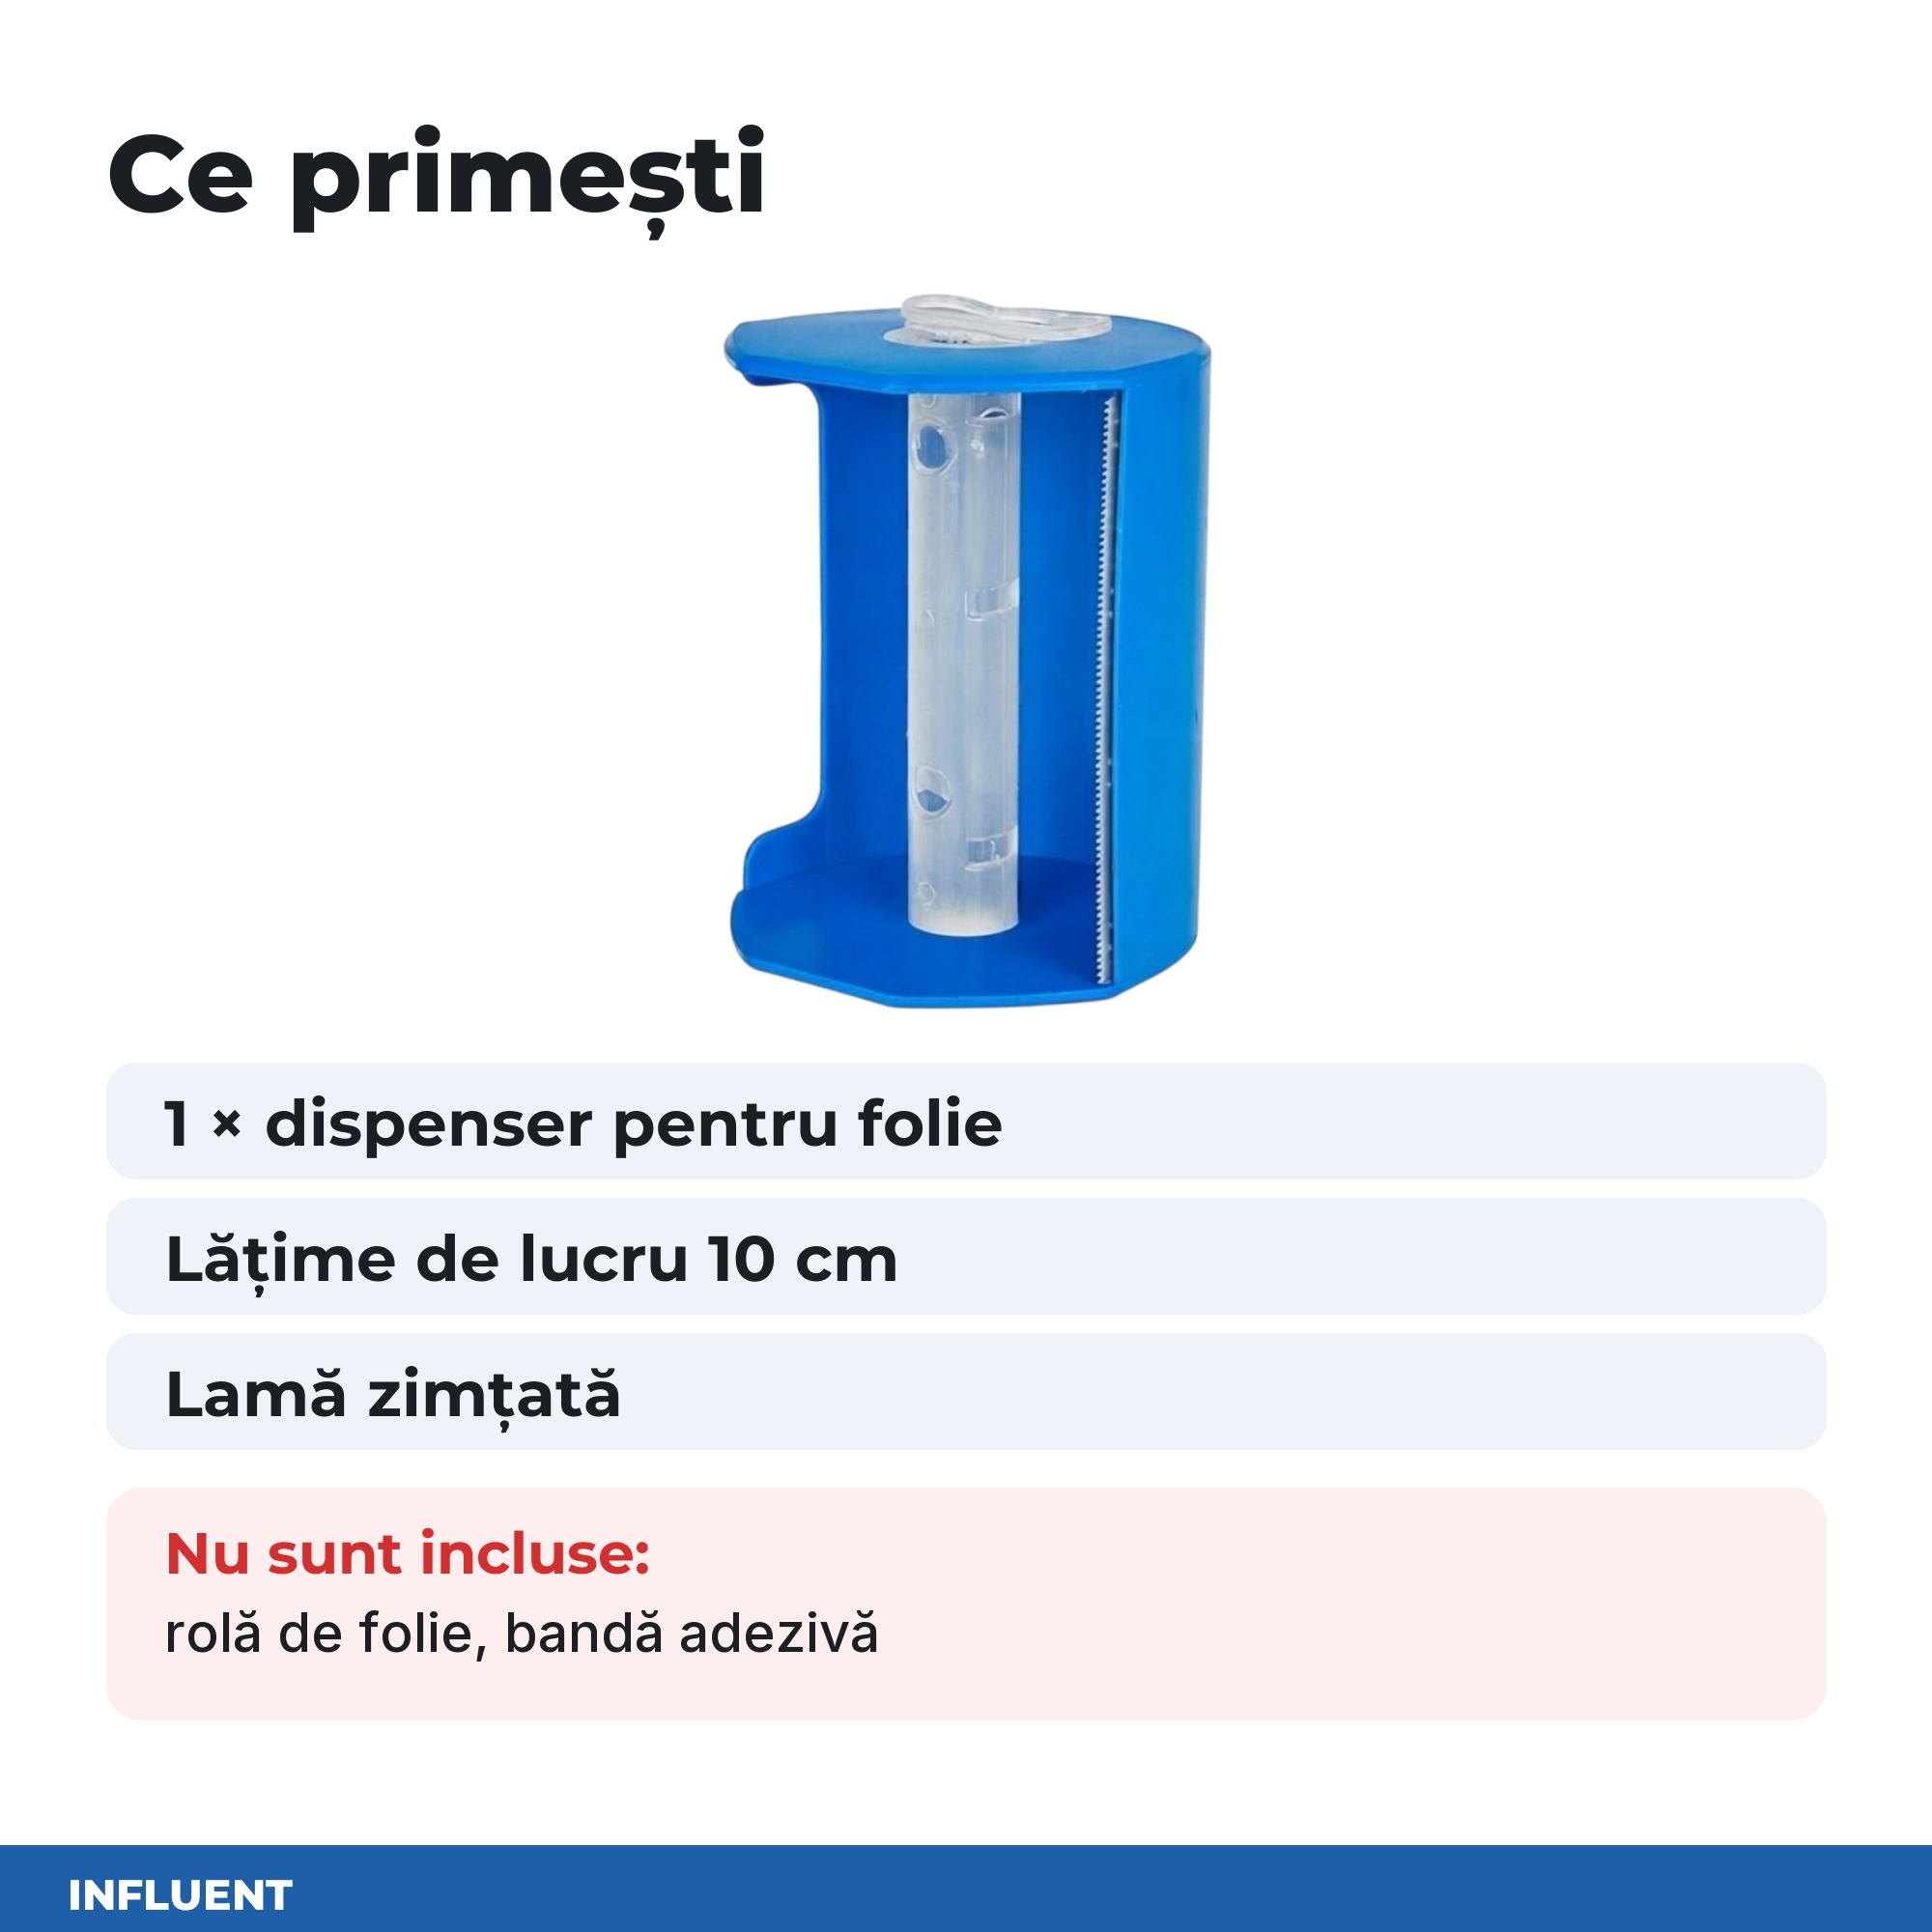 Ce primești
1 × dispenser pentru folie
Lățime de lucru 10 cm
Lamă zimțată
Nu sunt incluse:
rolă de folie, bandă adezivă
INFLUENT